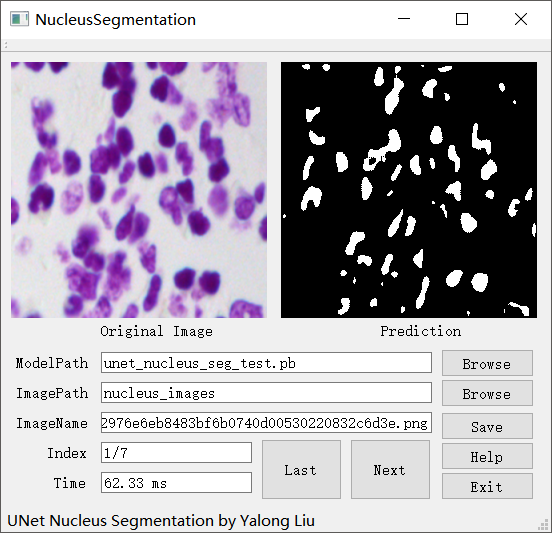 NucleusSegmentation
Original Image
Prediction
ModelPath unet_nucleus_seg_test.pb Browse
ImagePath nucleus_images Browse
ImageName 2976e6eb8483bf6b0740d00530220832c6d3e.png Save
Index 1/7 Last Next Help
Time 62.33 ms Exit
UNet Nucleus Segmentation by Yalong Liu